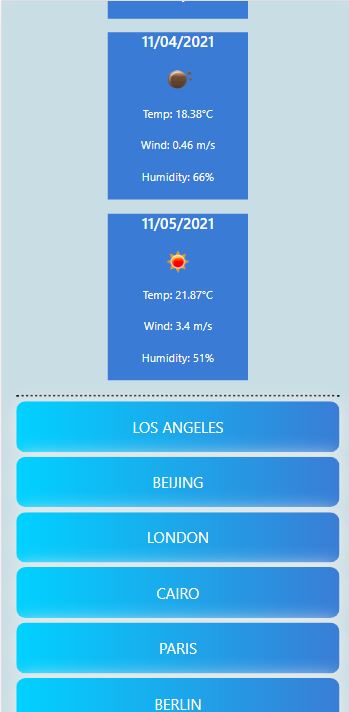 11/04/2021
Temp: 18.38°C
Wind: 0.46 m/s
Humidity: 66%
11/05/2021
Temp: 21.87°C
Wind: 3.4 m/s
Humidity: 51%
LOS ANGELES
BEIJING
LONDON
CAIRO
PARIS
BERLIN